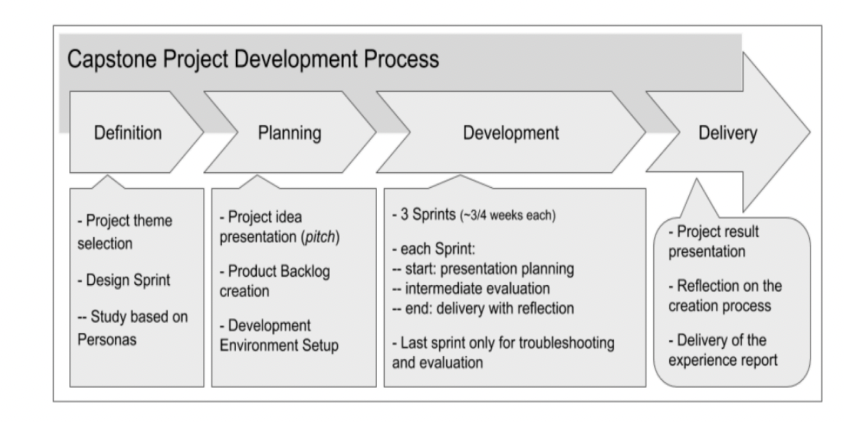 Capstone Project Development Process
Definition
Planning
Development
Delivery
- Project theme
selection
- Design Sprint
-- Study based on
Personas
- Project idea
presentation (pitch)
- Product Backlog
creation
- Development
Environment Setup
- 3 Sprints (~3/4 weeks each)
- each Sprint:
-- start: presentation planning
-- intermediate evaluation
-- end: delivery with reflection
- Last sprint only for troubleshooting
and evaluation
- Project result
presentation
- Reflection on the
creation process
- Delivery of the
experience report